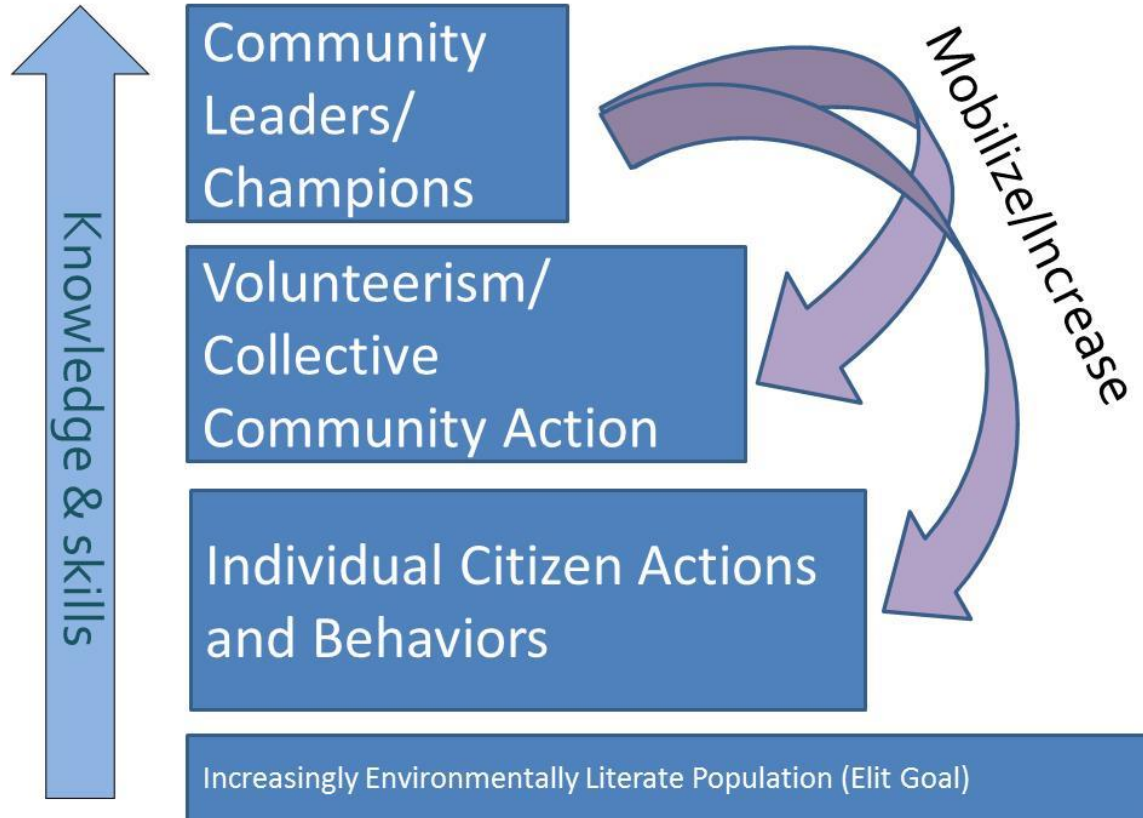 Knowledge & skills
Community
Leaders/
Champions
Mobilize/Increase
Volunteerism/
Collective
Community Action
Individual Citizen Actions
and Behaviors
Increasingly Environmentally Literate Population (Elit Goal)